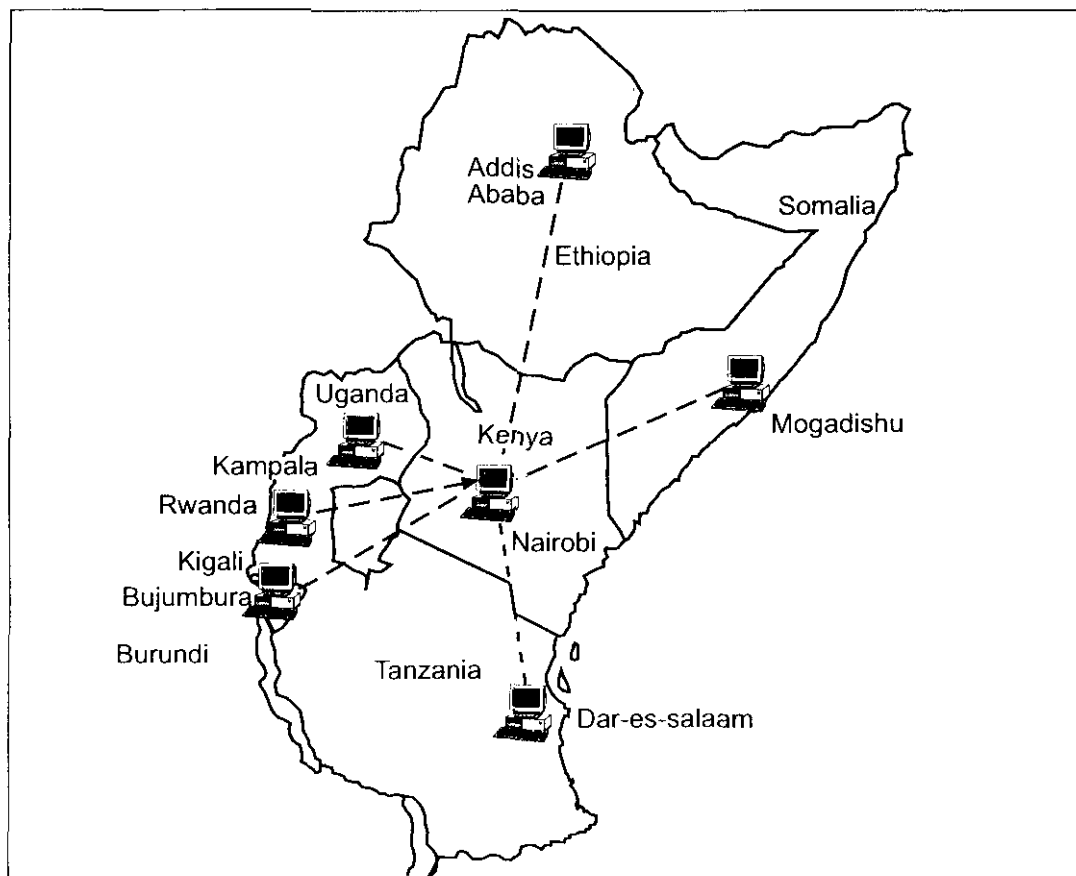 Addis
Ababa
Somalia
Ethiopia
Uganda
Kenya
Mogadishu
Kampala
Rwanda
Nairobi
Kigali
Bujumbura
Burundi
Tanzania
Dar-es-salaam